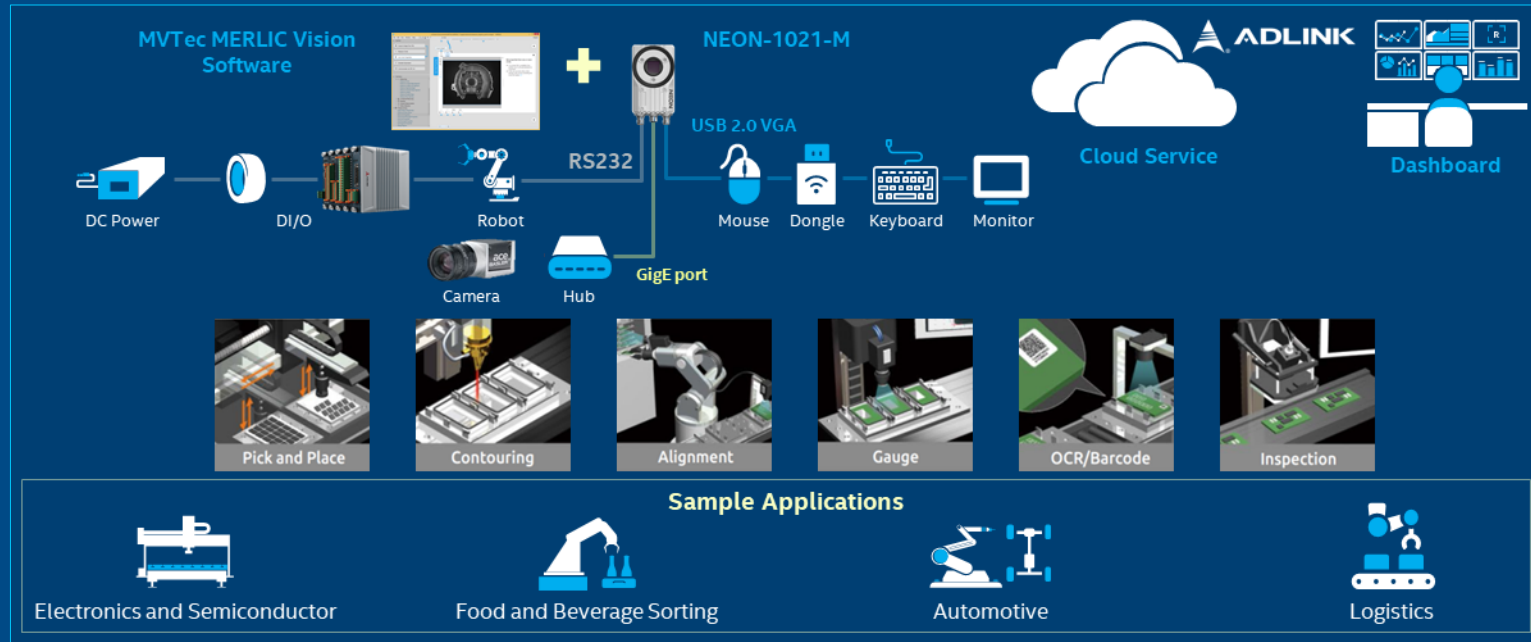 MVTec MERLIC Vision
Software
NEON-1021-M
ADLINK
R
USB 2.0 VGA
RS232
Cloud Service
Dashboard
DC Power
DI/O
Robot
Mouse
Dongle
Keyboard
Monitor
ace
GigE port
Camera
Hub
Pick and Place
Contouring
Alignment
Gauge
OCR/Barcode
Inspection
Sample Applications
Electronics and Semiconductor
Food and Beverage Sorting
Automotive
Logistics